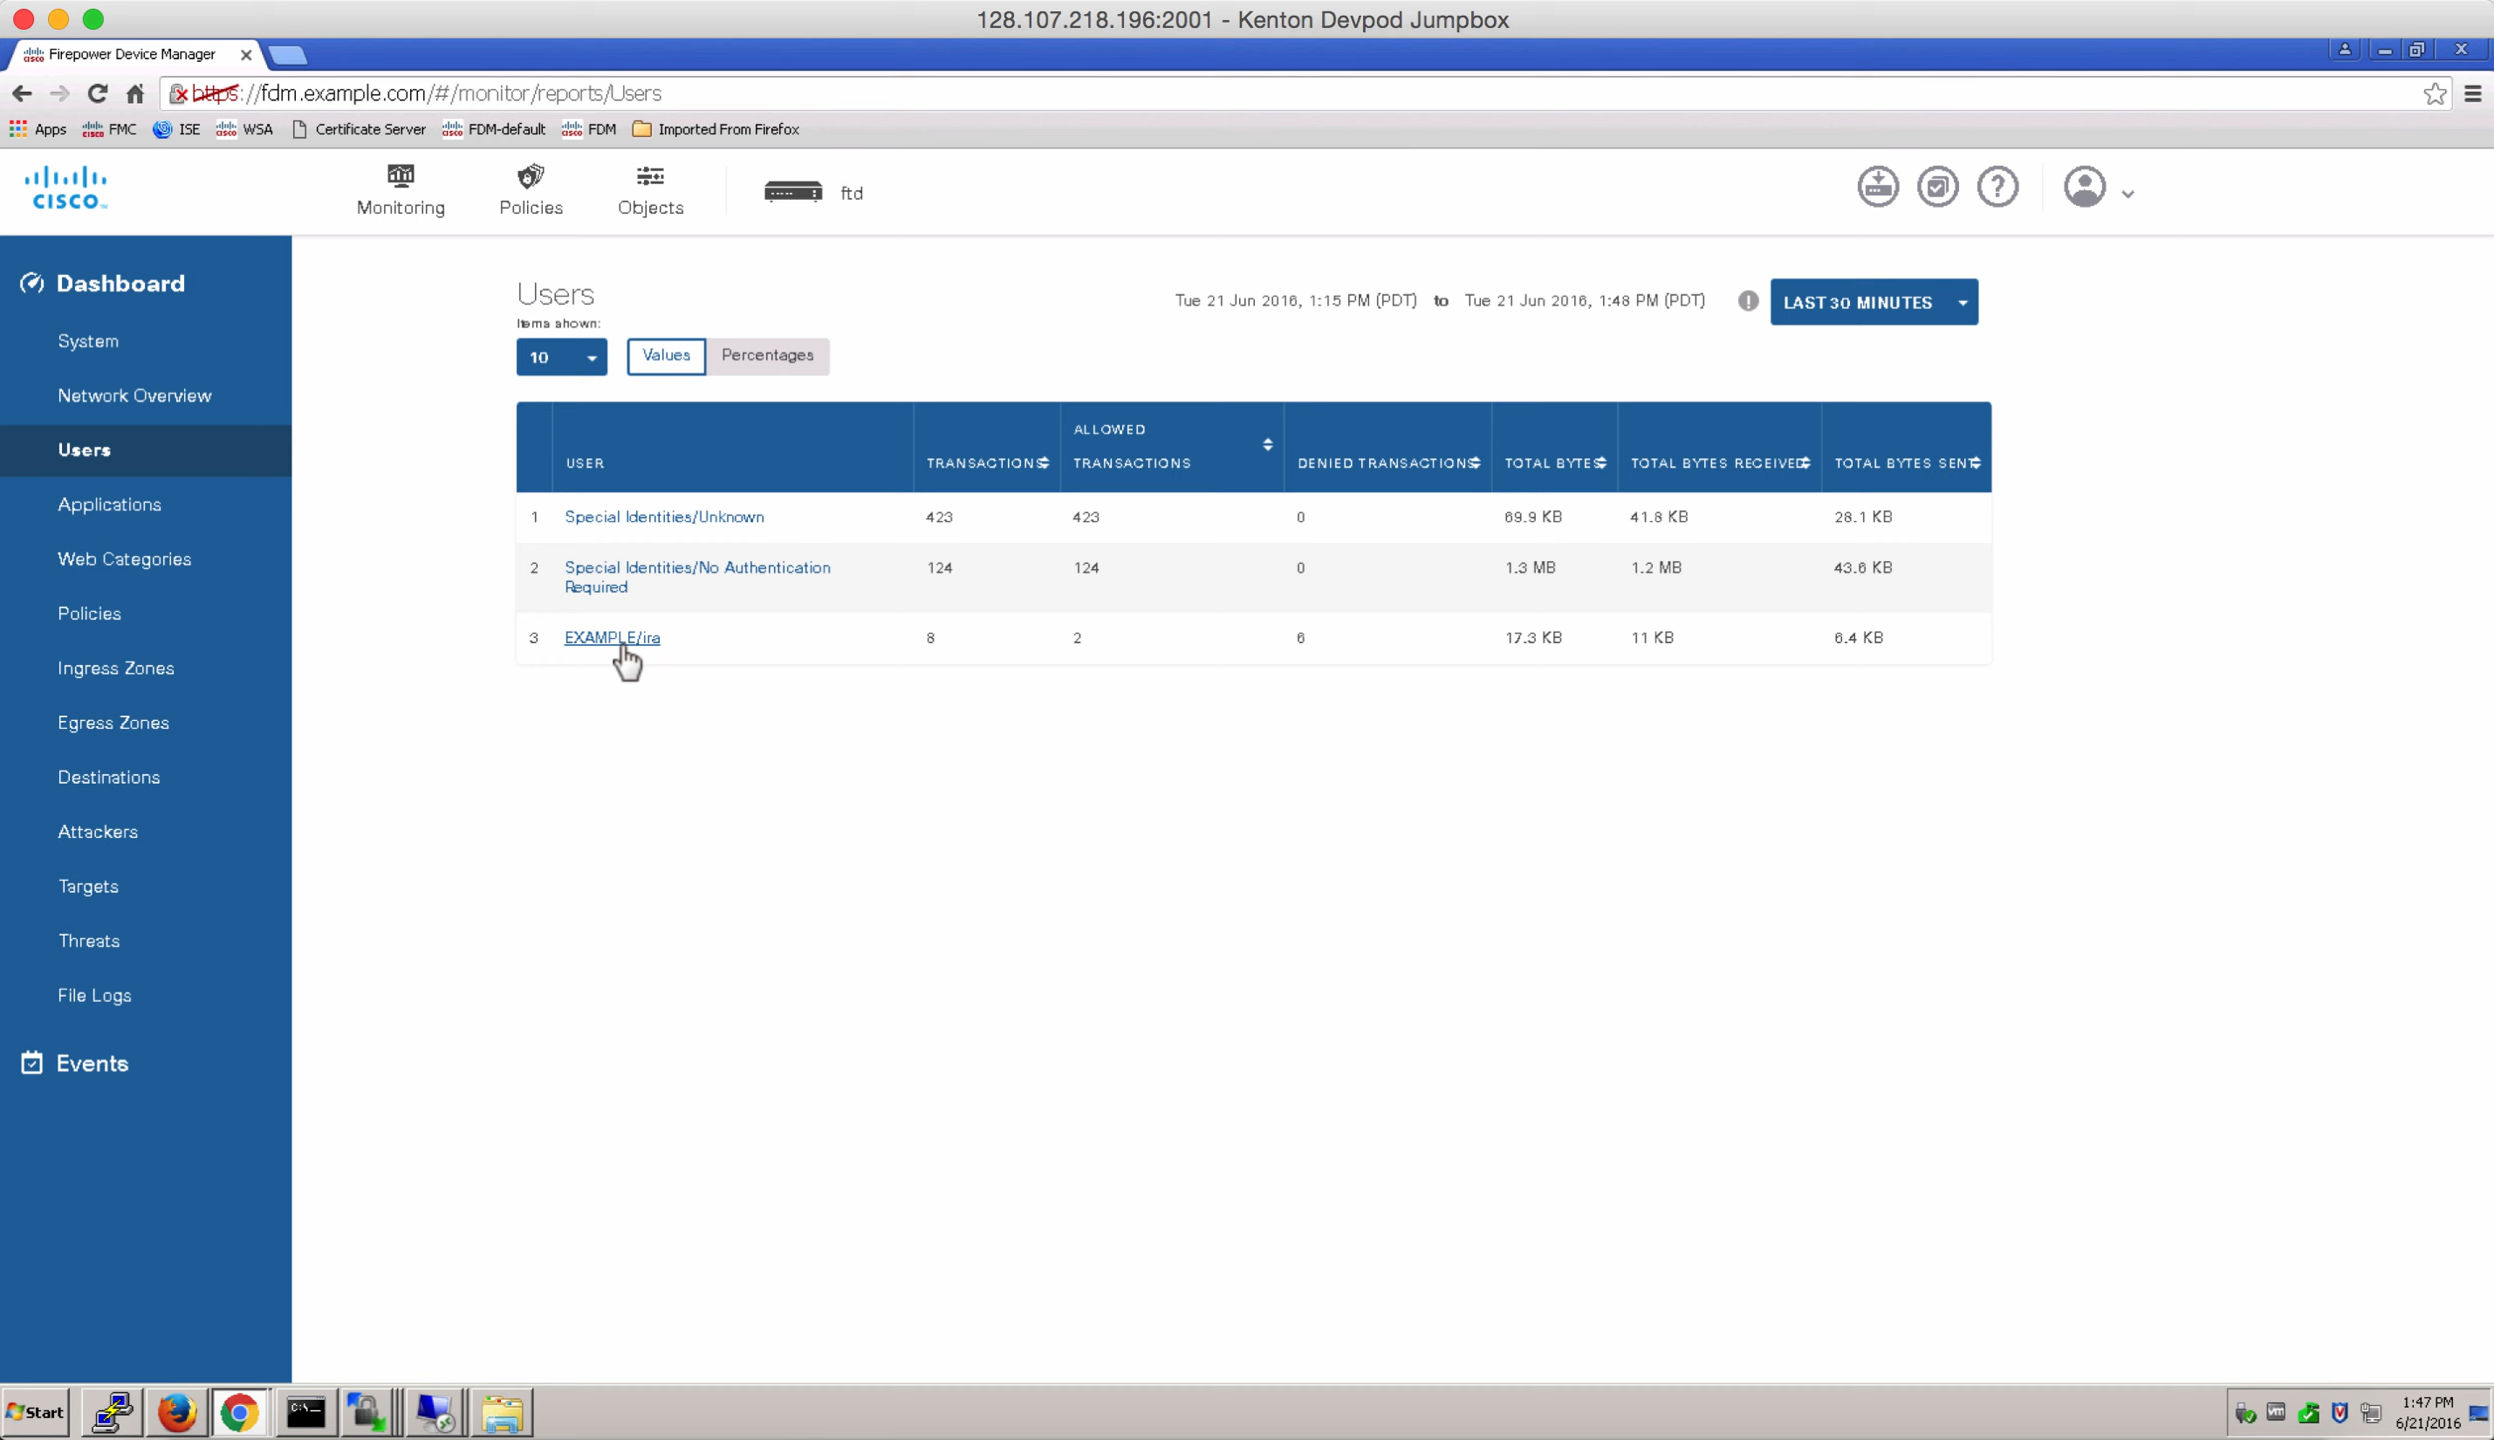 128.107.218.196:2001 - Kenton Devpod Jumpbox
Firepower Device Manager
https://fdm.example.com/#/monitor/reports/Users
Apps FMC ISE WSA Certificate Server FDM-default FDM Imported From Firefox
CISCO
Monitoring
Policies
Objects
ftd
Dashboard
System
Network Overview
Users
Applications
Web Categories
Policies
Ingress Zones
Egress Zones
Destinations
Attackers
Targets
Threats
File Logs
Events
Users
Tue 21 Jun 2016, 1:15 PM (PDT) to Tue 21 Jun 2016, 1:48 PM (PDT)
LAST 30 MINUTES
Items shown:
10
Values Percentages
USER TRANSACTIONS ALLOWED TRANSACTIONS DENIED TRANSACTIONS TOTAL BYTES TOTAL BYTES RECEIVED TOTAL BYTES SENT
1 Special Identities/Unknown 423 423 0 69.9 KB 41.8 KB 28.1 KB
2 Special Identities/No Authentication 124 124 0 1.3 MB 1.2 MB 43.6 KB
Required
3 EXAMPLE/ira 8 2 6 17.3 KB 11 KB 6.4 KB
Start
1:47 PM
6/21/2016